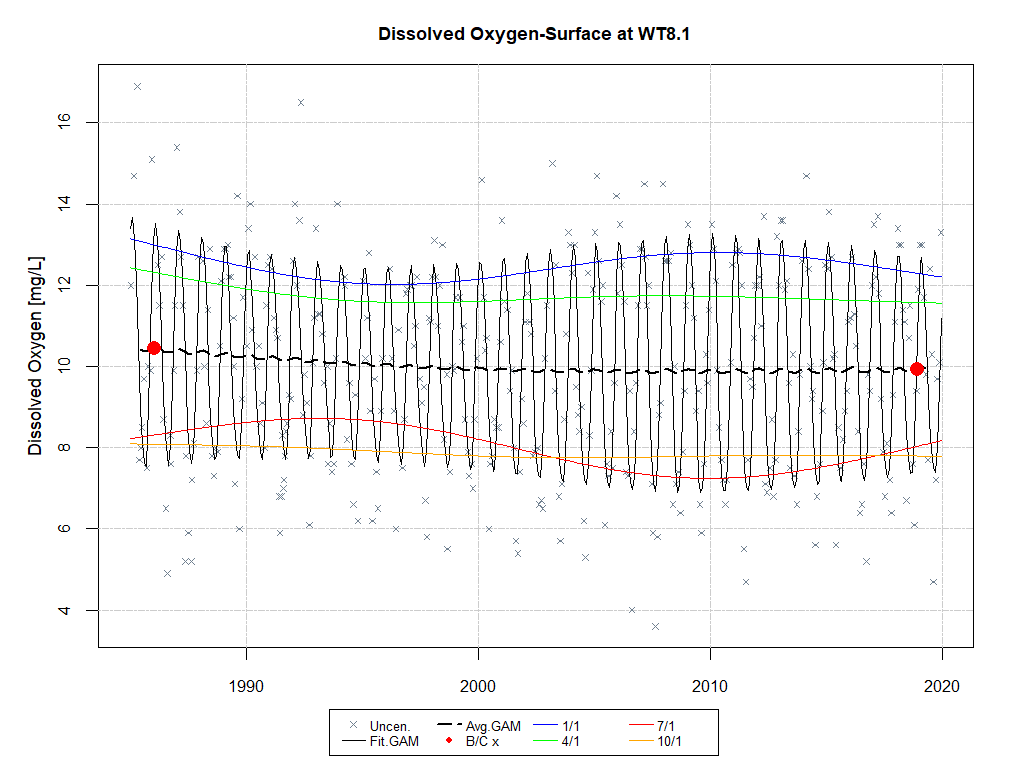 Dissolved Oxygen-Surface at WT8.1
Dissolved Oxygen [mg/L]
16
14
12
10
8
6
4
1990 2000 2010 2020
Uncen. Avg.GAM 1/1 7/1
Fit.GAM B/C x 4/1 10/1